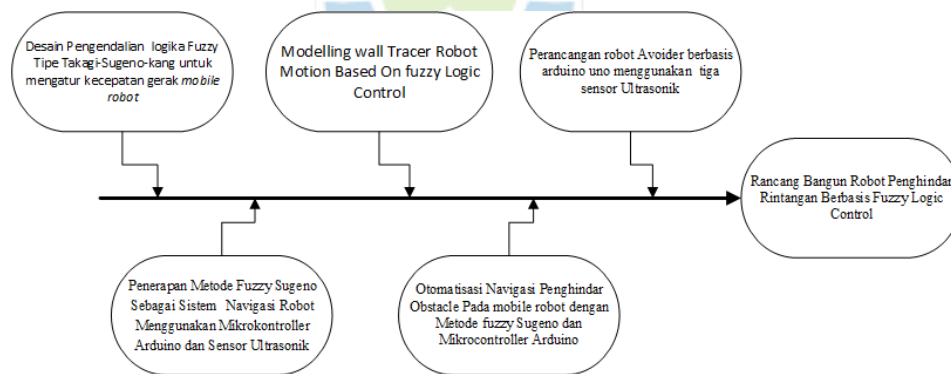 Desain Pengendalian logika Fuzzy
Tipe Takagi-Sugeno-kang untuk
mengatur kecepatan gerak mobile
robot
Modelling wall Tracer Robot
Motion Based On fuzzy Logic
Control
Perancangan robot Avoider berbasis
arduino uno menggunakan tiga
sensor Ultrasonik
Rancang Bangun Robot Penghindar
Rintangan Berbasis Fuzzy Logic
Control
Penerapan Metode Fuzzy Sugeno
Sebagai Sistem Navigasi Robot
Menggunakan Mikrokontroller
Arduino dan Sensor Ultrasonik
Otomatisasi Navigasi Penghindar
Obstacle Pada mobile robot dengan
Metode fuzzy Sugeno dan
Mikrocontroller Arduino